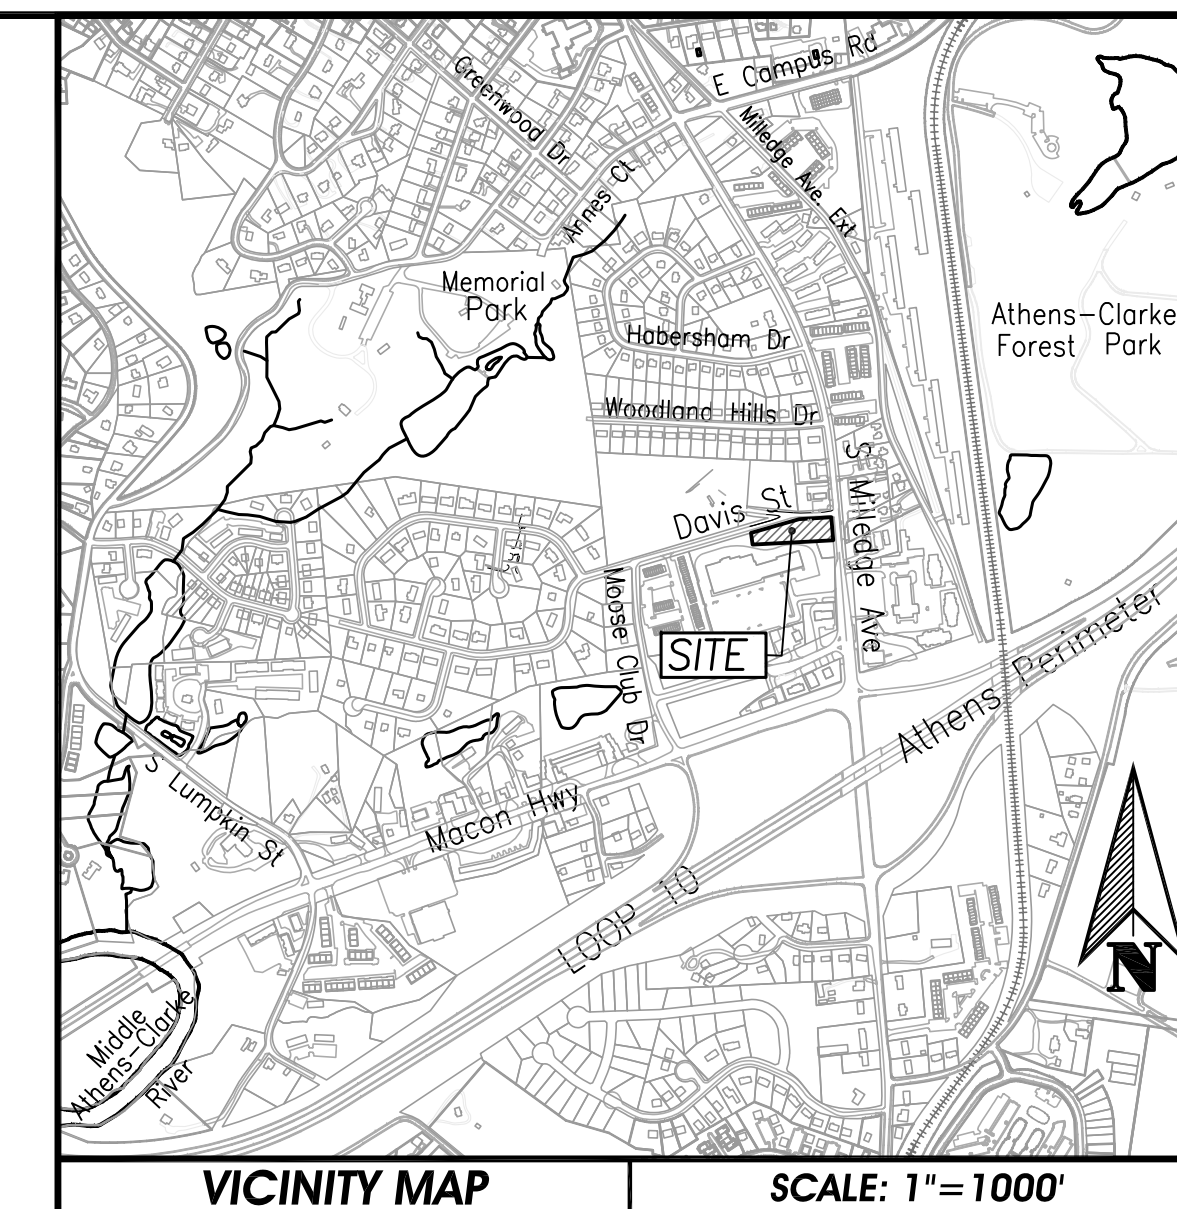 E Campus Rd
Greenwood Dr
Milledge Ave. Ext
Annes Ct
Memorial
Park
Athens-Clarke
Forest Park
Habersham Dr
Woodland Hills Dr
S Milledge Ave
Davis St
Moose Club Dr
SITE
Athens Perimeter
S Lumpkin St
Macon Hwy
LOOP 10
N
Middle
Athens-Clarke
River
VICINITY MAP
SCALE: 1"=1000'